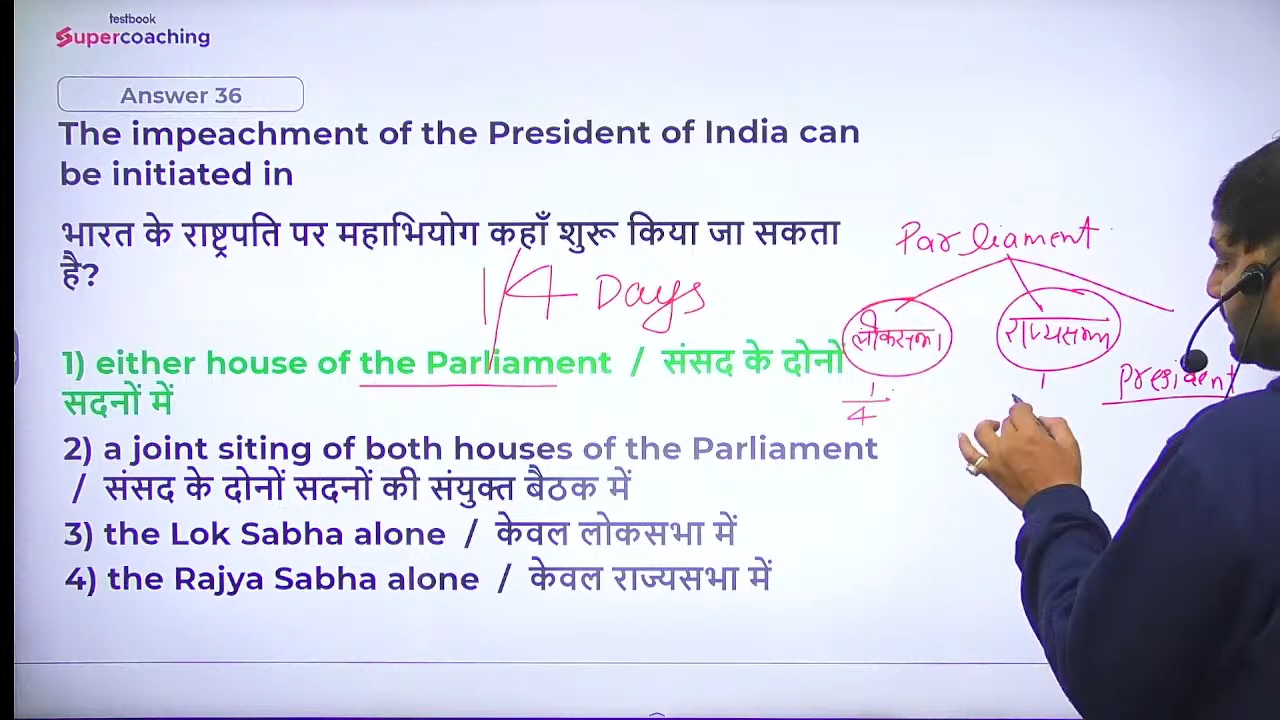 testbook
Supercoaching
Answer 36
The impeachment of the President of India can
be initiated in
भारत के राष्ट्रपति पर महाभियोग कहाँ शुरू किया जा सकता
है?
14 Days
1) either house of the Parliament / संसद के दोनों
सदनों में
2) a joint siting of both houses of the Parliament
/ संसद के दोनों सदनों की संयुक्त बैठक में
3) the Lok Sabha alone / केवल लोकसभा में
4) the Rajya Sabha alone / केवल राज्यसभा में
Parliament
लोकसभा
राज्यसभा
President
1
4
1